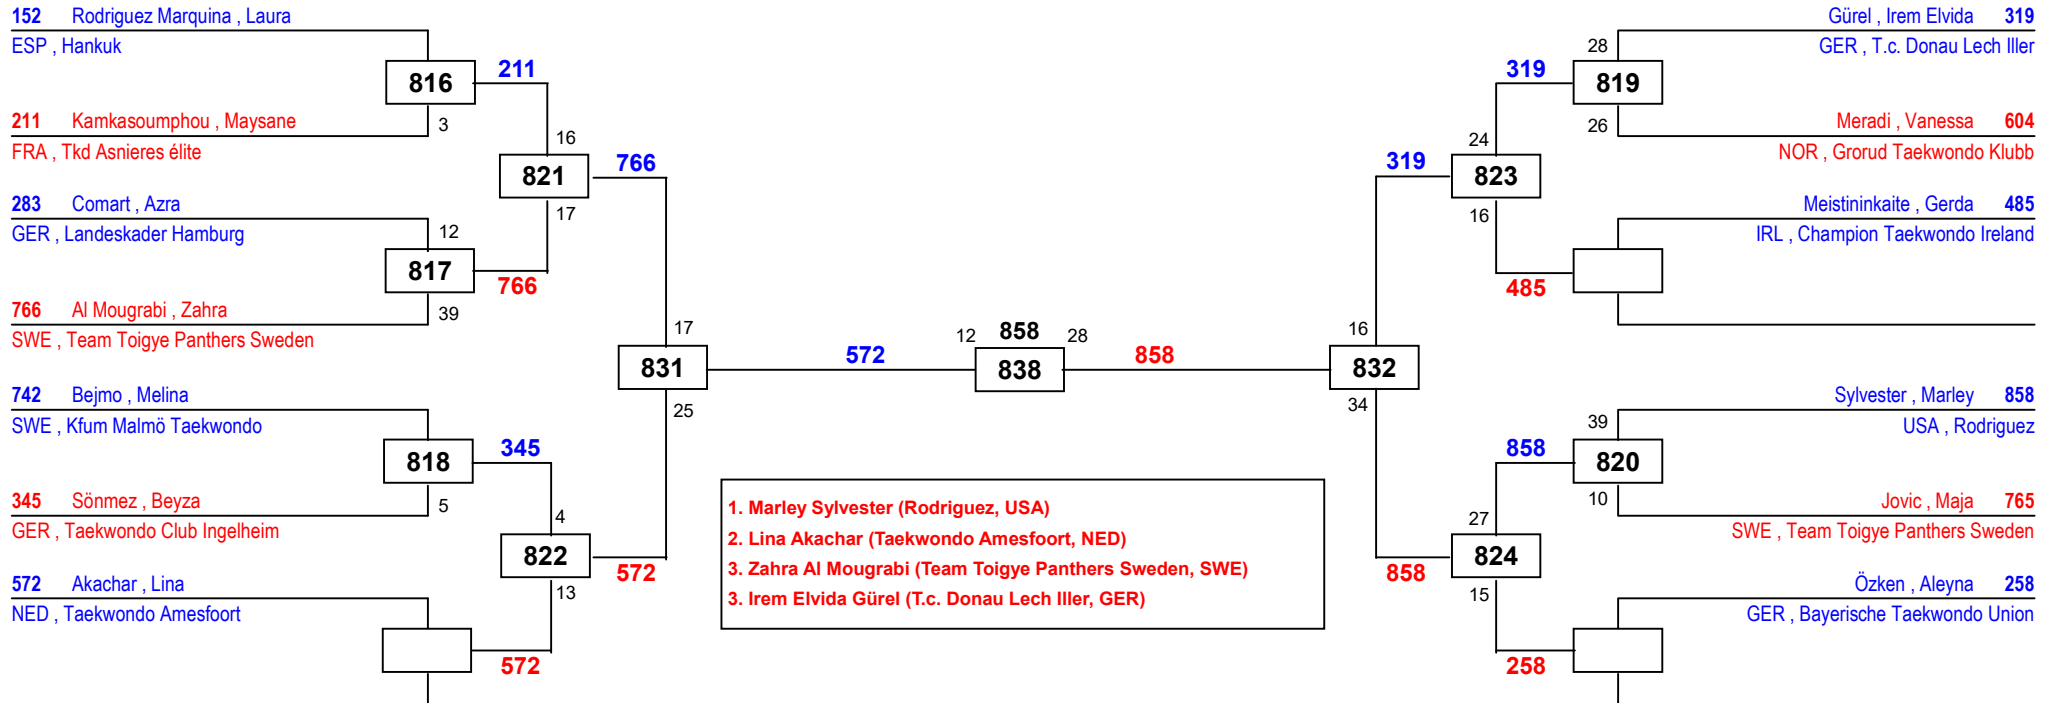 152 Rodriguez Marquina , Laura
ESP , Hankuk
816
211
3
211 Kamkasoumphou , Maysane
FRA , Tkd Asnieres élite
16
821
766
17
283 Comart , Azra
GER , Landeskader Hamburg
12
817
766
39
766 Al Mougrabi , Zahra
SWE , Team Toigye Panthers Sweden
17
831
572
25
742 Bejmo , Melina
SWE , Kfum Malmö Taekwondo
818
345
5
345 Sönmez , Beyza
GER , Taekwondo Club Ingelheim
4
822
572
13
572 Akachar , Lina
NED , Taekwondo Amesfoort
572
12 858 28
838
858
1. Marley Sylvester (Rodriguez, USA)
2. Lina Akachar (Taekwondo Amesfoort, NED)
3. Zahra Al Mougrabi (Team Toigye Panthers Sweden, SWE)
3. Irem Elvida Gürel (T.c. Donau Lech Iller, GER)
Gürel , Irem Elvida 319
GER , T.c. Donau Lech Iller
28
319
819
26
Meradi , Vanessa 604
NOR , Grorud Taekwondo Klubb
24
319
823
16
Meistininkaite , Gerda 485
IRL , Champion Taekwondo Ireland
485
16
832
34
Sylvester , Marley 858
USA , Rodriguez
39
858
820
10
Jovic , Maja 765
SWE , Team Toigye Panthers Sweden
27
824
858
15
Özken , Aleyna 258
GER , Bayerische Taekwondo Union
258